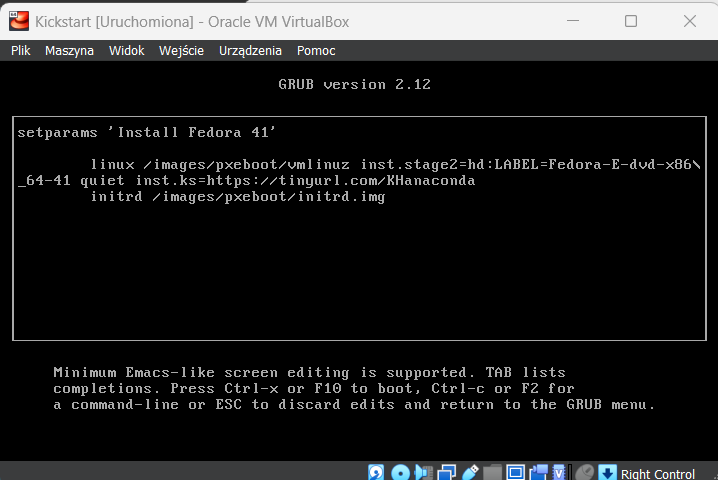 Kickstart [Uruchomiona] - Oracle VM VirtualBox
Plik Maszyna Widok Wejście Urządzenia Pomoc
GRUB version 2.12
setparams 'Install Fedora 41'
linux /images/pxeboot/vmlinuz inst.stage2=hd:LABEL=Fedora-E-dvd-x86\
_64-41 quiet inst.ks=https://tinyurl.com/KHanaconda
initrd /images/pxeboot/initrd.img
Minimum Emacs-like screen editing is supported. TAB lists
completions. Press Ctrl-x or F10 to boot, Ctrl-c or F2 for
a command-line or ESC to discard edits and return to the GRUB menu.
Right Control